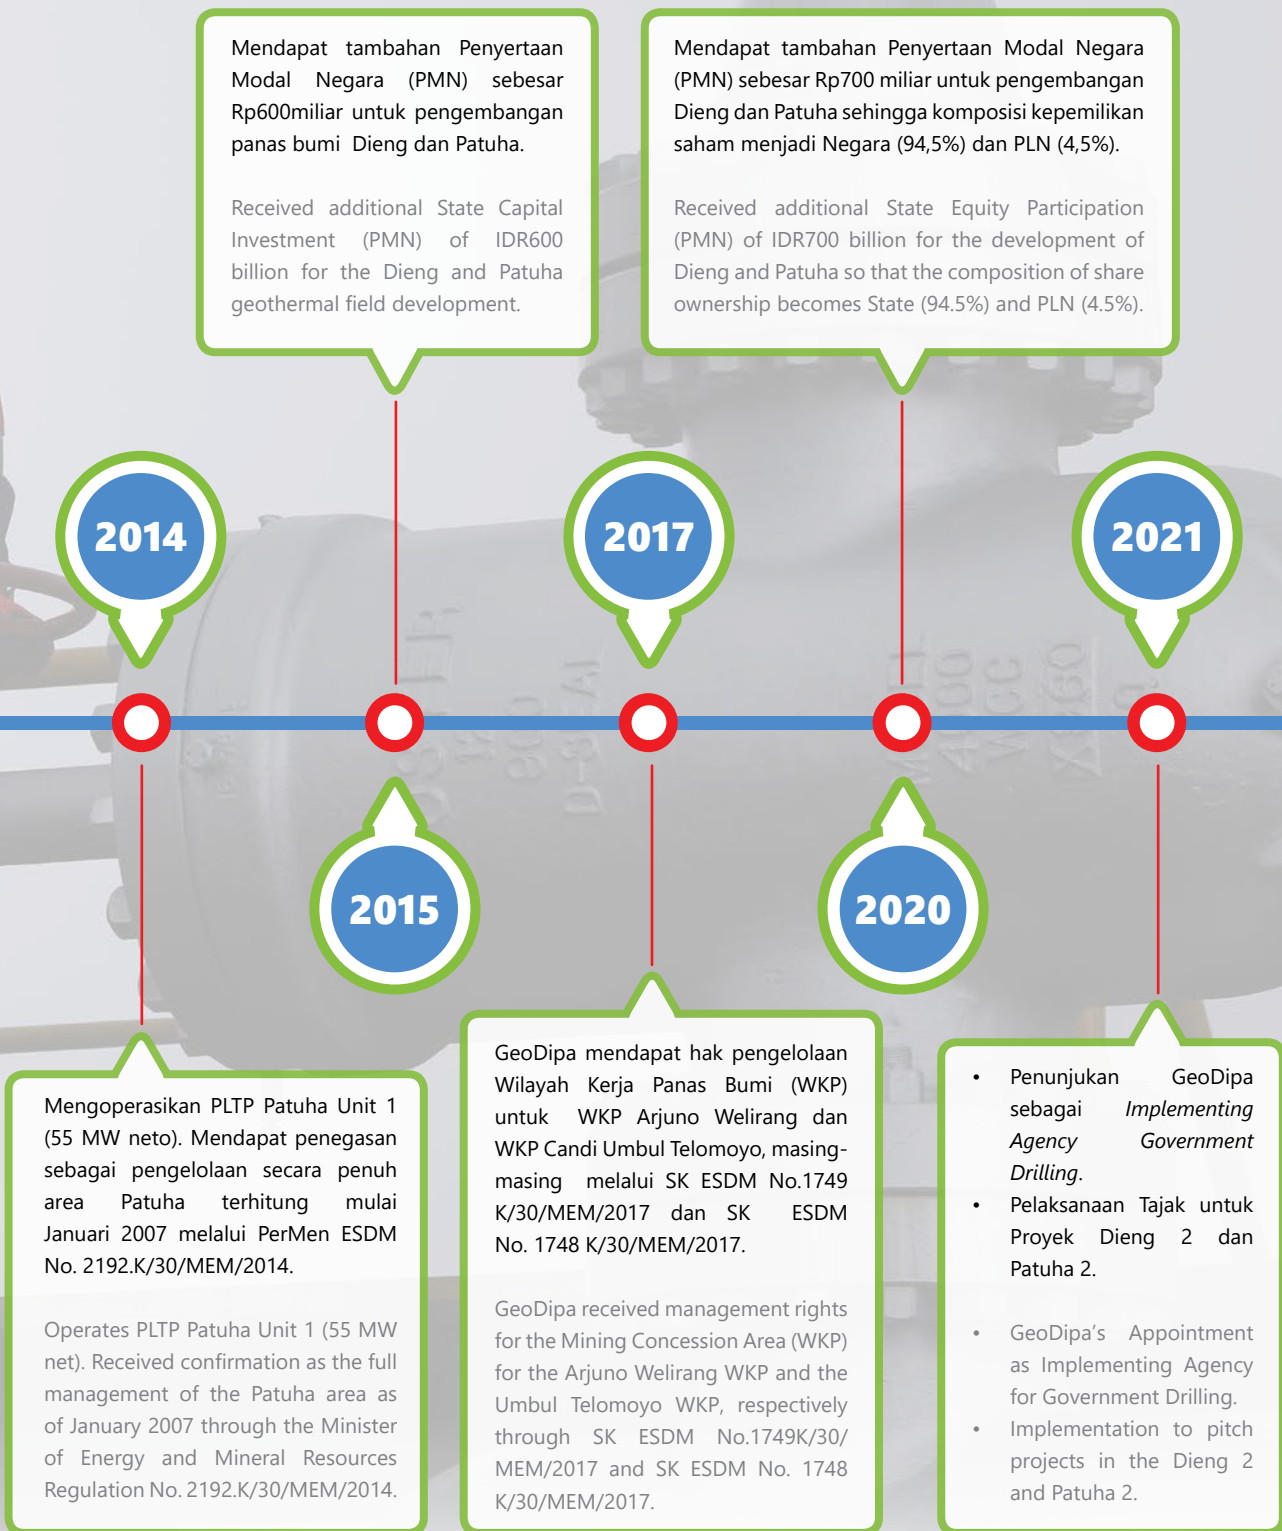 Mendapat tambahan Penyertaan
Modal Negara (PMN) sebesar
Rp600miliar untuk pengembangan
panas bumi Dieng dan Patuha.
Received additional State Capital
Investment (PMN) of IDR600
billion for the Dieng and Patuha
geothermal field development.
Mendapat tambahan Penyertaan Modal Negara
(PMN) sebesar Rp700 miliar untuk pengembangan
Dieng dan Patuha sehingga komposisi kepemilikan
saham menjadi Negara (94,5%) dan PLN (4,5%).
Received additional State Equity Participation
(PMN) of IDR700 billion for the development of
Dieng and Patuha so that the composition of share
ownership becomes State (94.5%) and PLN (4.5%).
2014
2017
2021
2015
2020
Mengoperasikan PLTP Patuha Unit 1
(55 MW neto). Mendapat penegasan
sebagai pengelolaan secara penuh
area Patuha terhitung mulai
Januari 2007 melalui PerMen ESDM
No. 2192.K/30/MEM/2014.
Operates PLTP Patuha Unit 1 (55 MW
net). Received confirmation as the full
management of the Patuha area as
of January 2007 through the Minister
of Energy and Mineral Resources
Regulation No. 2192.K/30/MEM/2014.
GeoDipa mendapat hak pengelolaan
Wilayah Kerja Panas Bumi (WKP)
untuk WKP Arjuno Welirang dan
WKP Candi Umbul Telomoyo, masing-
masing melalui SK ESDM No.1749
K/30/MEM/2017 dan SK ESDM
No. 1748 K/30/MEM/2017.
GeoDipa received management rights
for the Mining Concession Area (WKP)
for the Arjuno Welirang WKP and the
Umbul Telomoyo WKP, respectively
through SK ESDM No.1749K/30/
MEM/2017 and SK ESDM No. 1748
K/30/MEM/2017.
• Penunjukan GeoDipa
sebagai Implementing
Agency Government
Drilling.
• Pelaksanaan Tajak untuk
Proyek Dieng 2 dan
Patuha 2.
• GeoDipa's Appointment
as Implementing Agency
for Government Drilling.
• Implementation to pitch
projects in the Dieng 2
and Patuha 2.